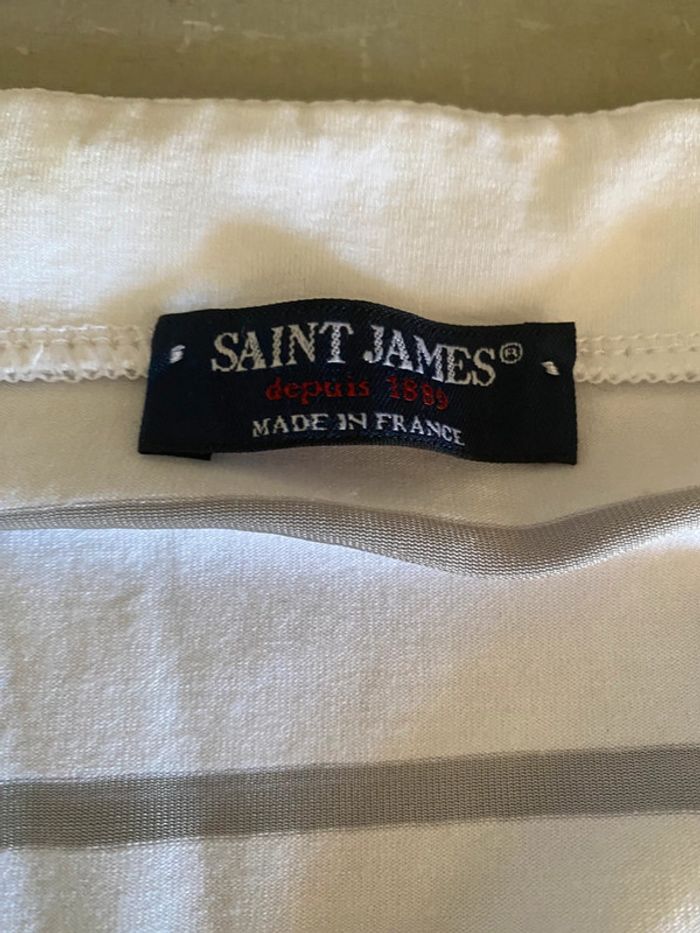 SAINT JAMES®
depuis 1889
MADE IN FRANCE